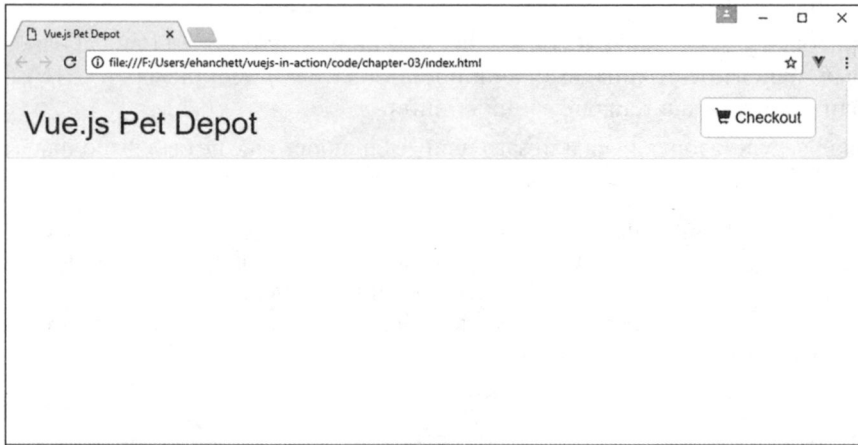 Vue.js Pet Depot
file:///F:/Users/ehanchett/vuejs-in-action/code/chapter-03/index.html
Vue.js Pet Depot
Checkout